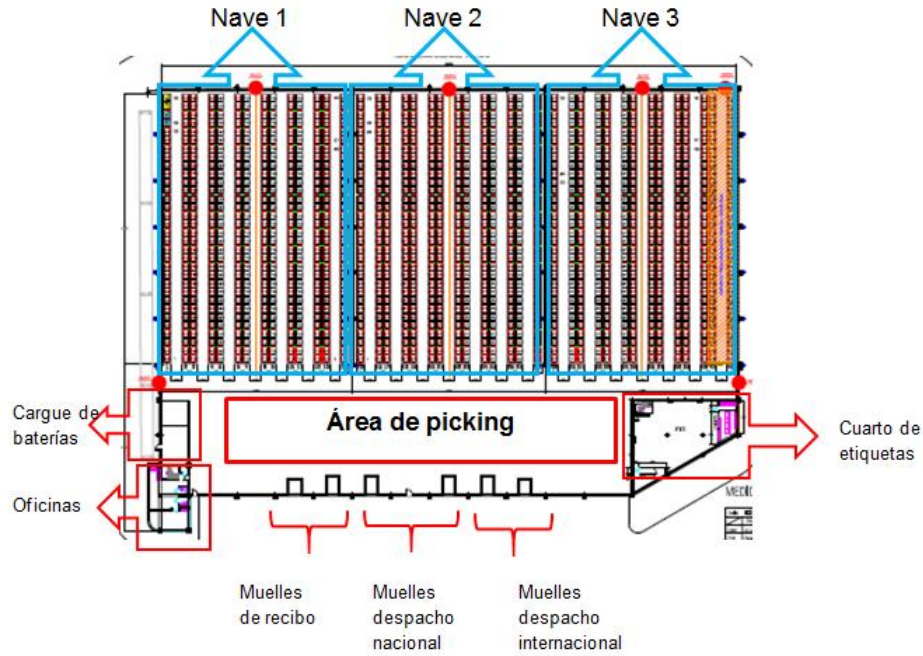 Nave 1
Nave 2
Nave 3
Área de picking
Cargue de
baterías
Cuarto de
etiquetas
Oficinas
Muelles
de recibo
Muelles
despacho
nacional
Muelles
despacho
internacional